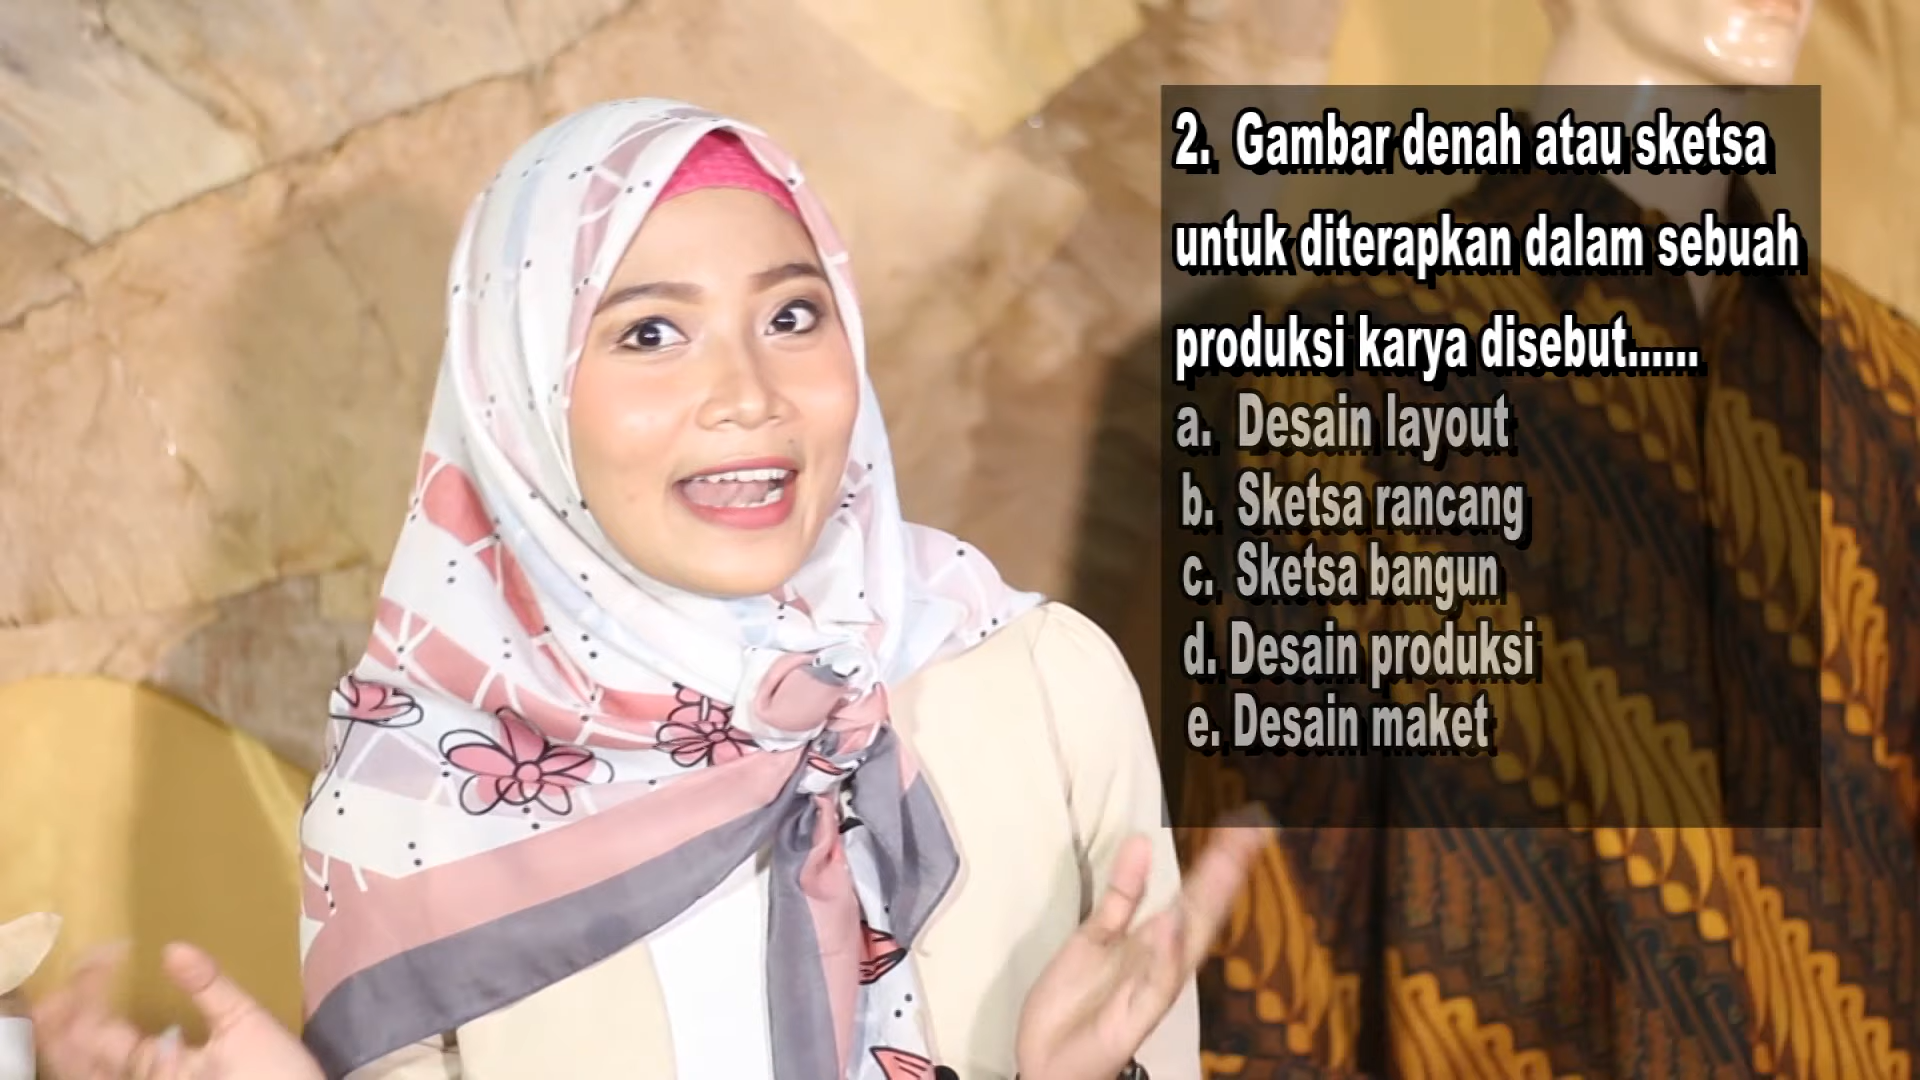 2. Gambar denah atau sketsa
untuk diterapkan dalam sebuah
produksi karya disebut......
a. Desain layout
b. Sketsa rancang
c. Sketsa bangun
d. Desain produksi
e. Desain maket